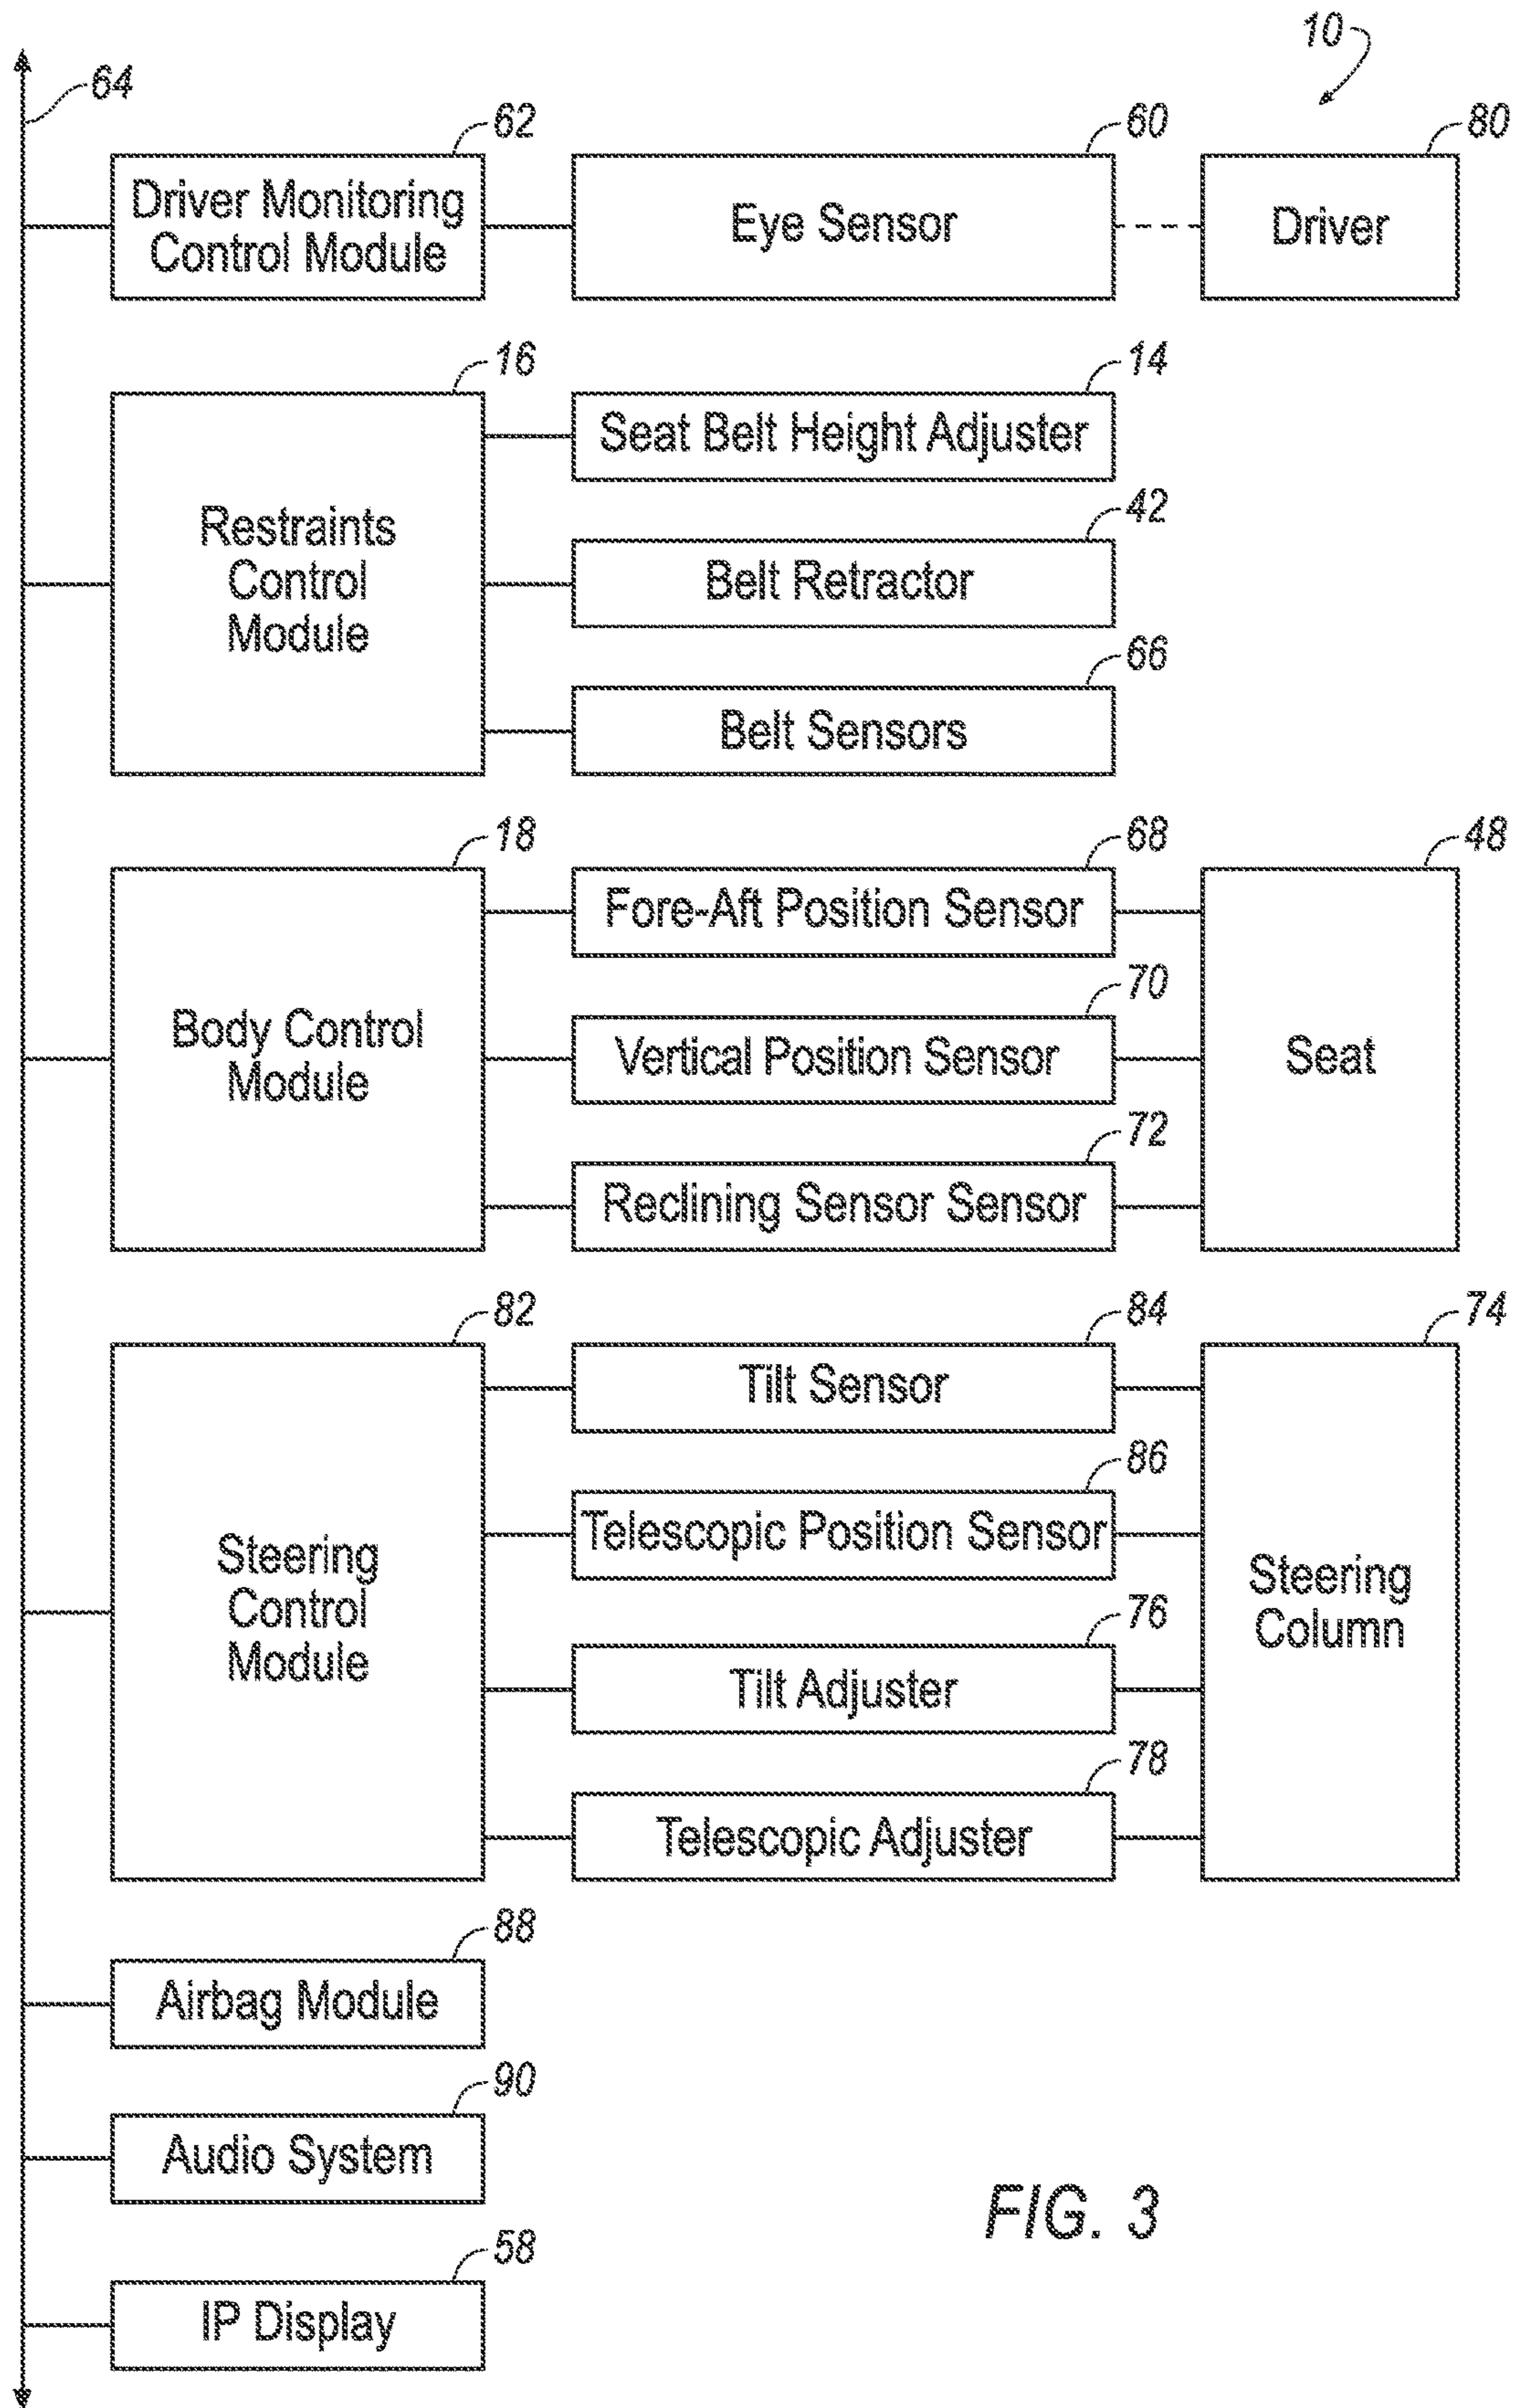 10
64
62
60
80
Driver Monitoring
Control Module
Eye Sensor
Driver
16
14
Seat Belt Height Adjuster
Restraints
Control
Module
42
Belt Retractor
66
Belt Sensors
18
68
48
Fore-Aft Position Sensor
Body Control
Module
70
Vertical Position Sensor
Seat
72
Reclining Sensor Sensor
82
84
74
Tilt Sensor
86
Telescopic Position Sensor
Steering
Control
Module
Steering
Column
76
Tilt Adjuster
78
Telescopic Adjuster
88
Airbag Module
90
Audio System
58
IP Display
FIG. 3